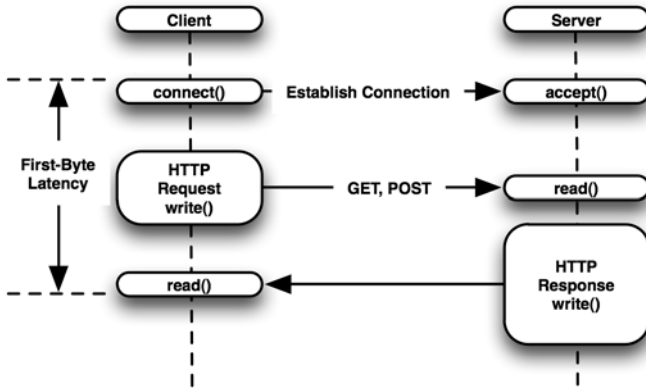 Client
Server
connect()
Establish Connection
accept()
First-Byte
Latency
HTTP
Request
write()
GET, POST
read()
HTTP
Response
write()
read()